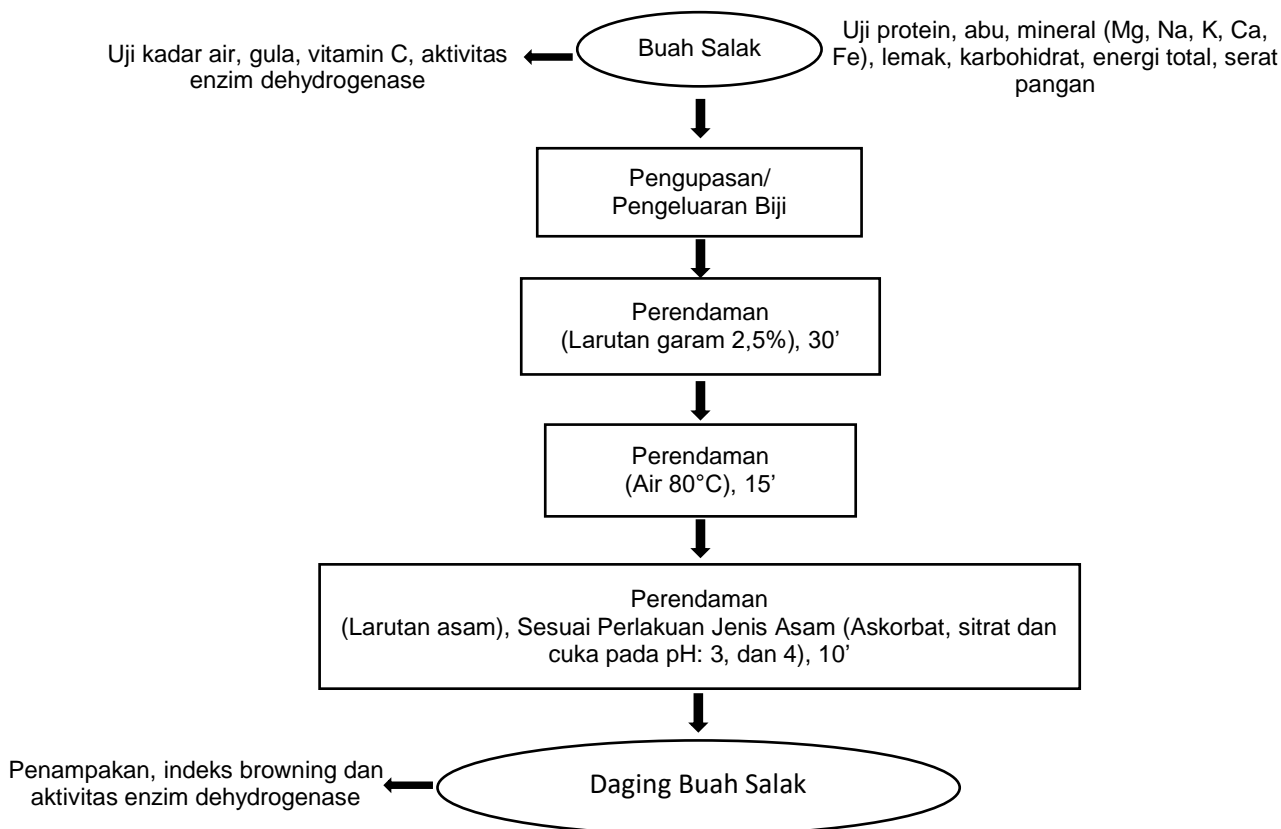 Uji kadar air, gula, vitamin C, aktivitas
enzim dehydrogenase
Buah Salak
Uji protein, abu, mineral (Mg, Na, K, Ca,
Fe), lemak, karbohidrat, energi total, serat
pangan
Pengupasan/
Pengeluaran Biji
Perendaman
(Larutan garam 2,5%), 30’
Perendaman
(Air 80°C), 15’
Perendaman
(Larutan asam), Sesuai Perlakuan Jenis Asam (Askorbat, sitrat dan
cuka pada pH: 3, dan 4), 10’
Penampakan, indeks browning dan
aktivitas enzim dehydrogenase
Daging Buah Salak